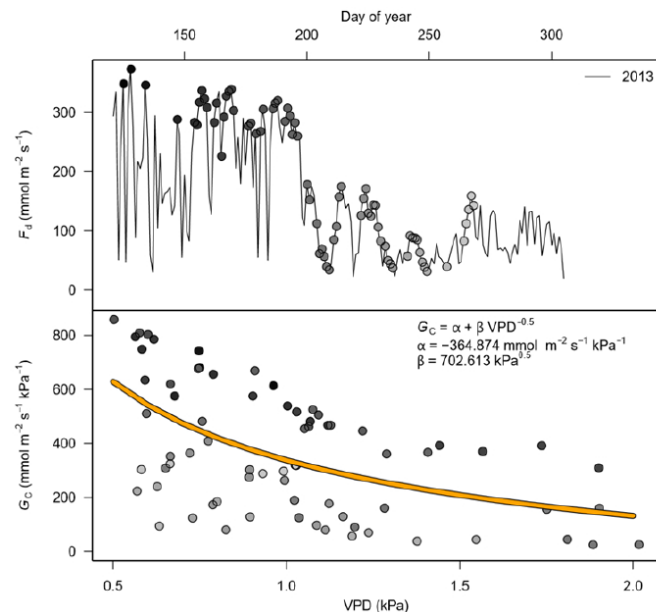 Day of year
150 200 250 300
2013
300
200
100
0
F_d (mmol m⁻² s⁻¹)
G_C = α + β VPD^−0.5
α = −364.874 mmol m⁻² s⁻¹ kPa⁻¹
β = 702.613 kPa^0.5
800
600
400
200
0
G_C (mmol m⁻² s⁻¹ kPa⁻¹)
0.5 1.0 1.5 2.0
VPD (kPa)